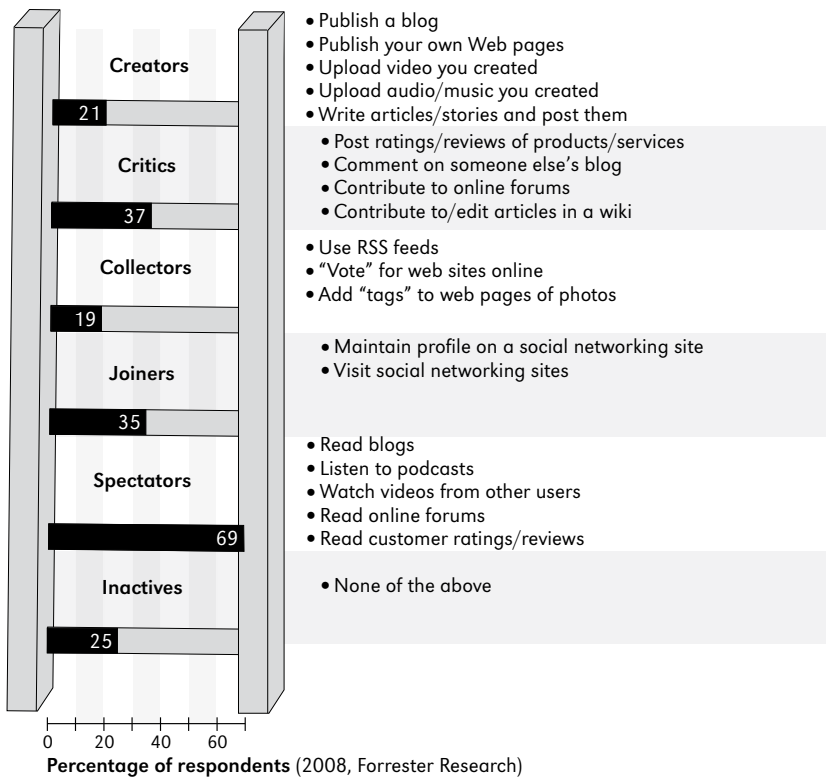 Creators
21
• Publish a blog
• Publish your own Web pages
• Upload video you created
• Upload audio/music you created
• Write articles/stories and post them
Critics
37
• Post ratings/reviews of products/services
• Comment on someone else’s blog
• Contribute to online forums
• Contribute to/edit articles in a wiki
Collectors
19
• Use RSS feeds
• “Vote” for web sites online
• Add “tags” to web pages of photos
Joiners
35
• Maintain profile on a social networking site
• Visit social networking sites
Spectators
69
• Read blogs
• Listen to podcasts
• Watch videos from other users
• Read online forums
• Read customer ratings/reviews
Inactives
25
• None of the above
0 20 40 60
Percentage of respondents (2008, Forrester Research)